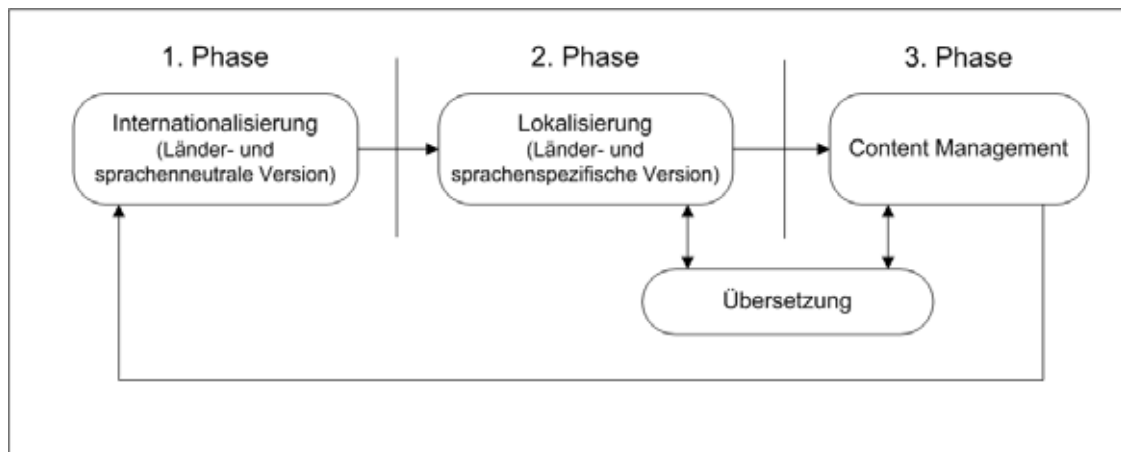 1. Phase
2. Phase
3. Phase
Internationalisierung
(Länder- und
sprachenneutrale Version)
Lokalisierung
(Länder- und
sprachenspezifische Version)
Content Management
Übersetzung